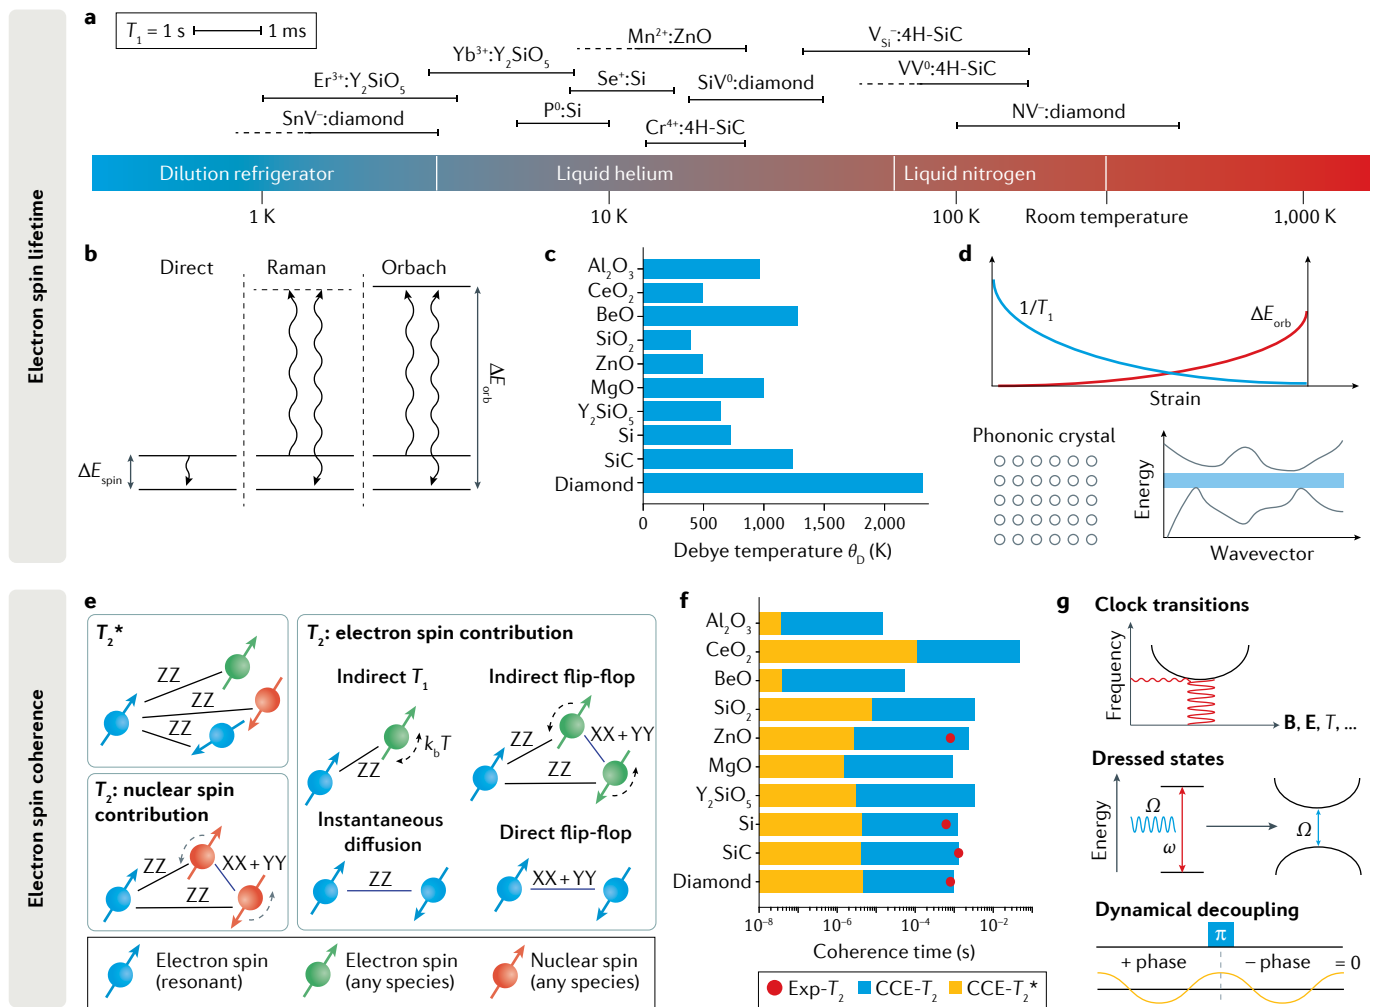 Electron spin lifetime
a
T1 = 1 s 1 ms
Mn2+:ZnO
VSi−:4H-SiC
Yb3+:Y2SiO5
VV0:4H-SiC
Er3+:Y2SiO5
Se+:Si
SiV0:diamond
SnV−:diamond
P0:Si
NV−:diamond
Cr4+:4H-SiC
Dilution refrigerator
Liquid helium
Liquid nitrogen
1 K
10 K
100 K
Room temperature
1,000 K
b
Direct
Raman
Orbach
ΔEspin
ΔEorb
c
Al2O3
CeO2
BeO
SiO2
ZnO
MgO
Y2SiO5
Si
SiC
Diamond
0
500
1,000
1,500
2,000
Debye temperature θD (K)
d
1/T1
ΔEorb
Strain
Phononic crystal
Energy
Wavevector
Electron spin coherence
e
T2*
ZZ
ZZ
ZZ
T2: nuclear spin
contribution
ZZ
XX + YY
ZZ
T2: electron spin contribution
Indirect T1
kbT
ZZ
Indirect flip-flop
ZZ
XX + YY
ZZ
Instantaneous
diffusion
ZZ
Direct flip-flop
XX + YY
Electron spin
(resonant)
Electron spin
(any species)
Nuclear spin
(any species)
f
Al2O3
CeO2
BeO
SiO2
ZnO
MgO
Y2SiO5
Si
SiC
Diamond
10−8
10−6
10−4
10−2
Coherence time (s)
Exp-T2
CCE-T2
CCE-T2*
g
Clock transitions
Frequency
B, E, T, ...
Dressed states
Energy
Ω
ω
Ω
Dynamical decoupling
π
+ phase
− phase
= 0